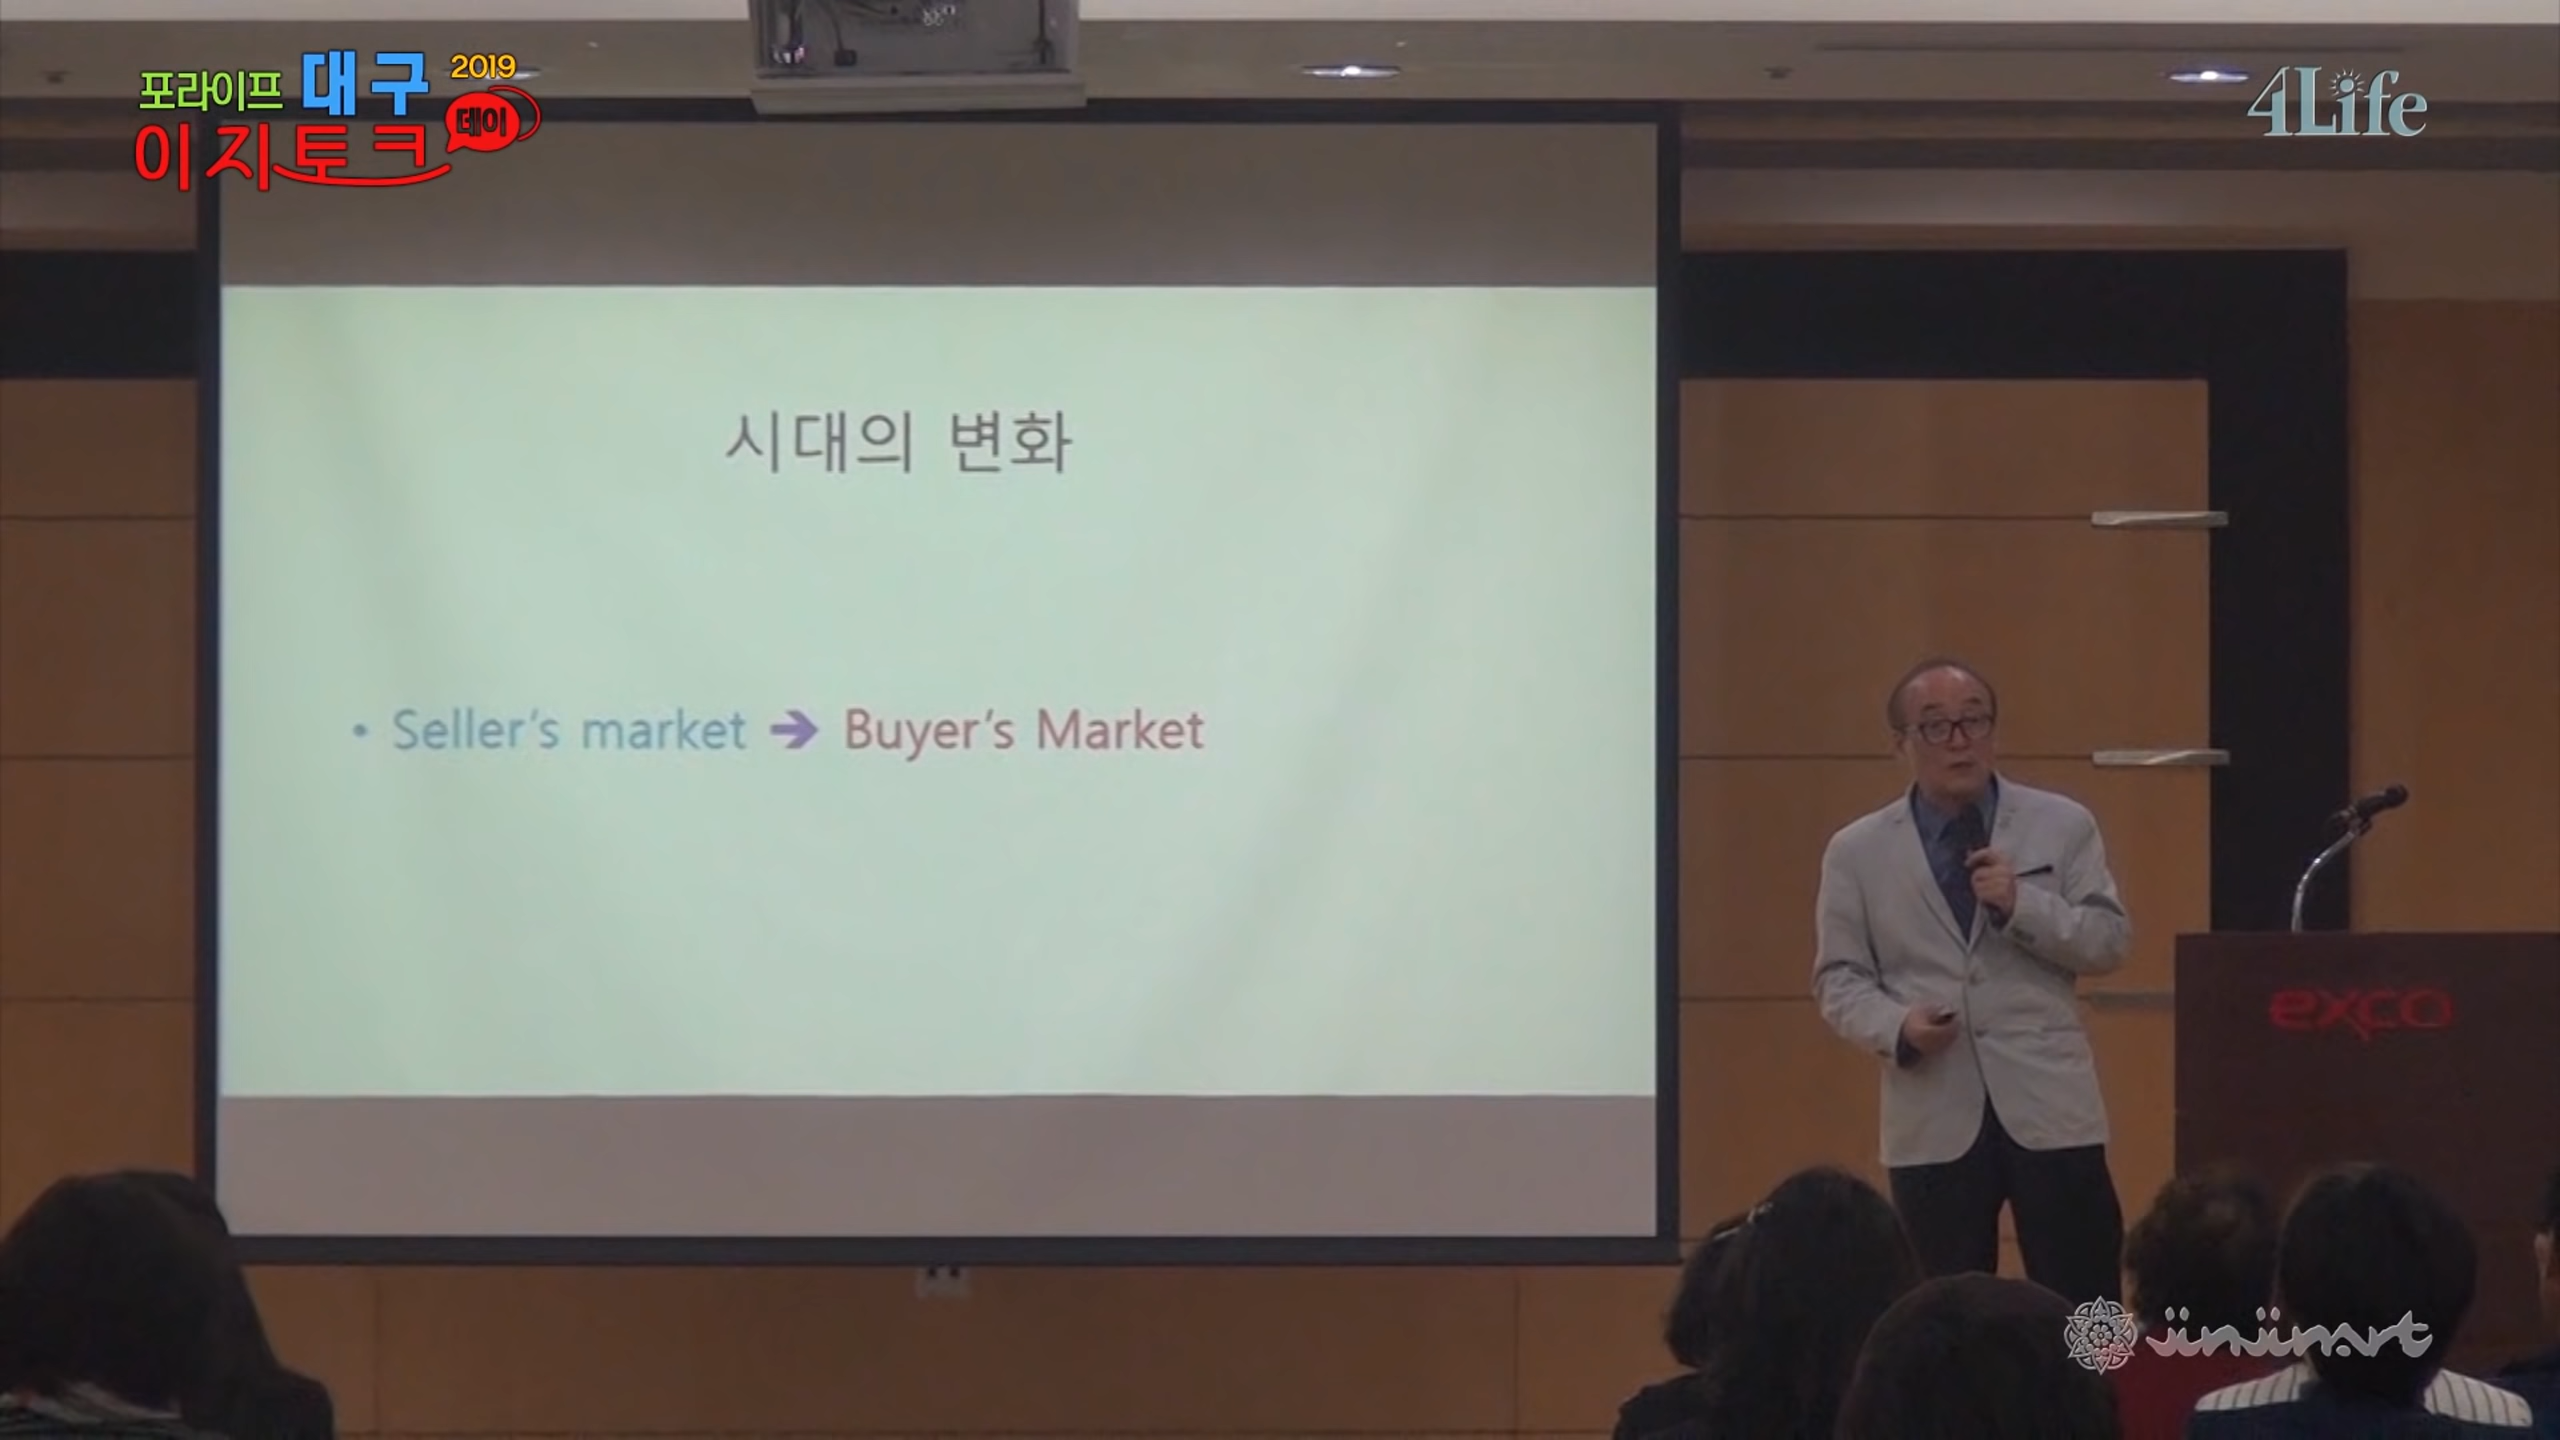 포라이프 대구 2019
이지토크 데이
4Life
시대의 변화
• Seller's market → Buyer's Market
exco
jinjinart